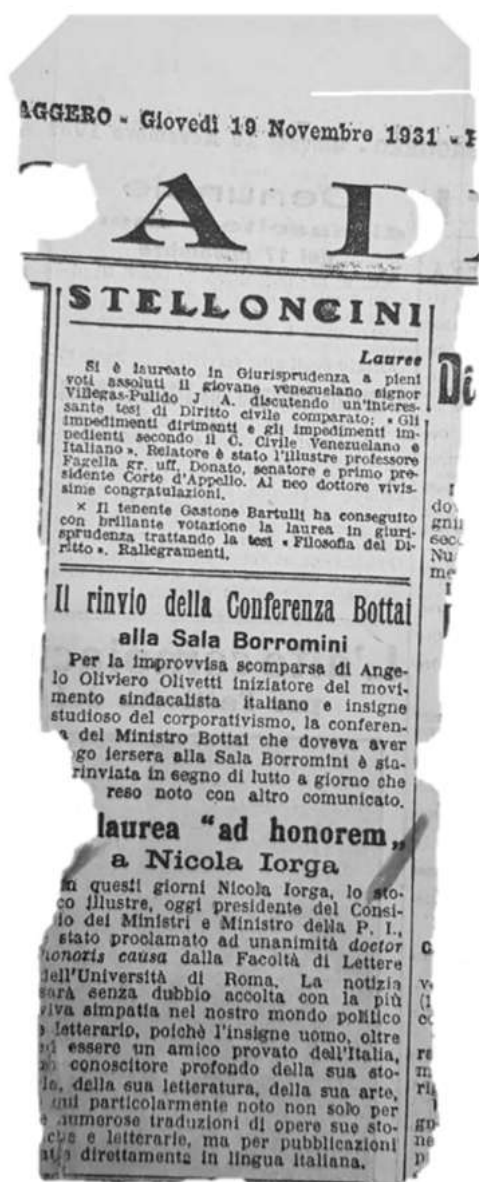 AGGERO - Giovedì 19 Novembre 1931 -
CA DI
STELLONCINI
Lauree
Si è laureato in Giurisprudenza a pieni
voti assoluti il giovane venezuelano signor
Villegas-Pulido J A. discutendo un'interes-
sante tesi di Diritto civile comparato: « Gli
impedimenti dirimenti e gli impedimenti im-
pedienti secondo il C. Civile Venezuelano e
Italiano ». Relatore è stato l'illustre professore
Fagella gr. uff. Donato, senatore e primo pre-
sidente Corte d'Appello. Al neo dottore vivis-
sime congratulazioni.
× Il tenente Gastone Bartulli ha conseguito
con brillante votazione la laurea in giuri-
sprudenza trattando la tesi « Filosofia del Di-
ritto ». Rallegramenti.
Il rinvio della Conferenza Bottai
alla Sala Borromini
Per la improvvisa scomparsa di Ange-
lo Oliviero Olivetti iniziatore del movi-
mento sindacalista italiano e insigne
studioso del corporativismo, la conferen-
a del Ministro Bottai che doveva aver
go iersera alla Sala Borromini è sta-
rinviata in segno di lutto a giorno che
reso noto con altro comunicato.
laurea "ad honorem„
a Nicola Iorga
n questi giorni Nicola Iorga, lo sto-
co illustre, oggi presidente del Consi-
io dei Ministri e Ministro della P. I.,
stato proclamato ad unanimità doctor
honoris causa dalla Facoltà di Lettere
dell'Università di Roma. La notizia
sarà senza dubbio accolta con la più
viva simpatia nel nostro mondo politico
e letterario, poichè l'insigne uomo, oltre
ad essere un amico provato dell'Italia,
conoscitore profondo della sua sto-
ia, della sua letteratura, della sua arte,
qui particolarmente noto non solo per
e numerose traduzioni di opere sue sto-
che e letterarie, ma per pubblicazioni
direttamente in lingua italiana.